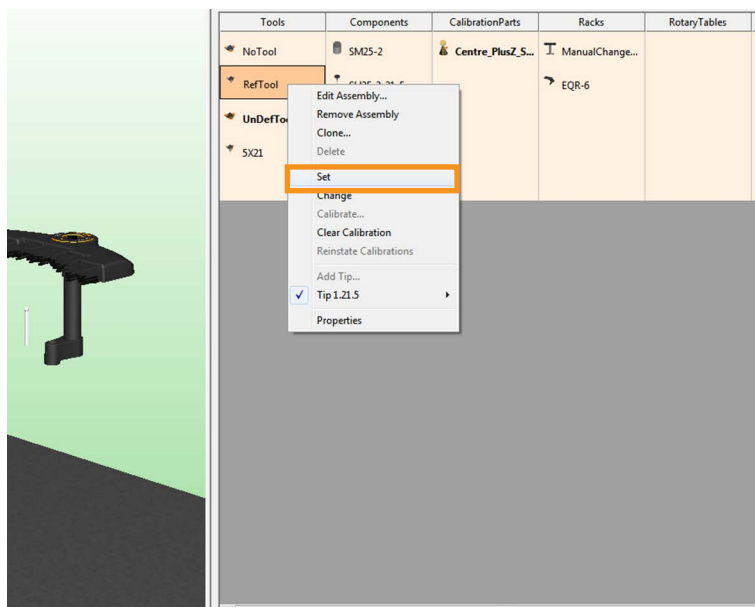 Tools Components CalibrationParts Racks RotaryTables
NoTool SM25-2 Centre_PlusZ_S... ManualChange...
RefTool EQR-6
UnDefToo
5X21
Edit Assembly...
Remove Assembly
Clone...
Delete
Set
Change
Calibrate...
Clear Calibration
Reinstate Calibrations
Add Tip...
Tip 1.21.5
Properties